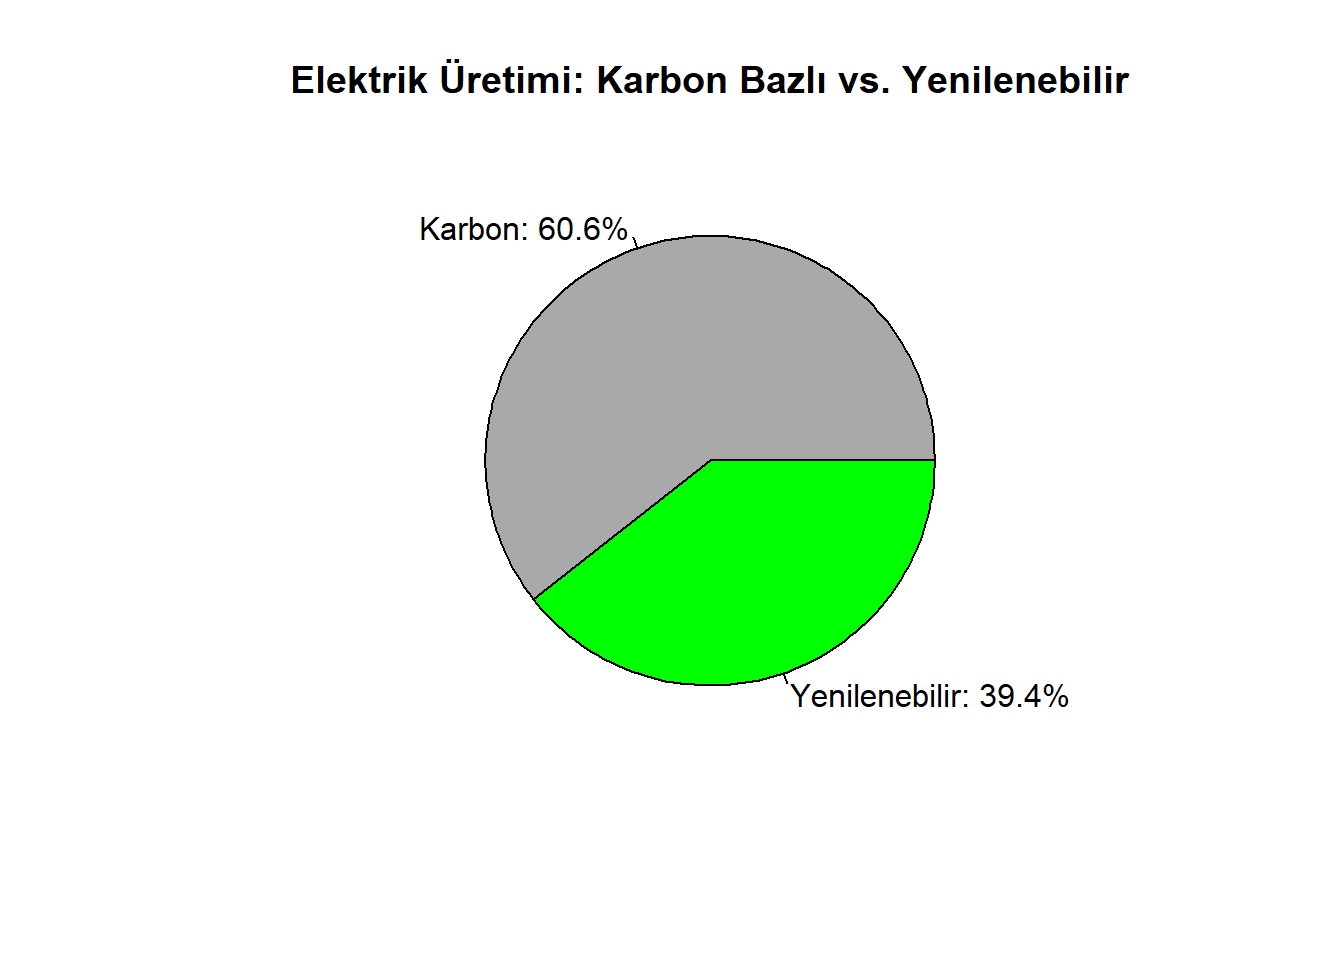 Elektrik Üretimi: Karbon Bazlı vs. Yenilenebilir
Karbon: 60.6%
Yenilenebilir: 39.4%